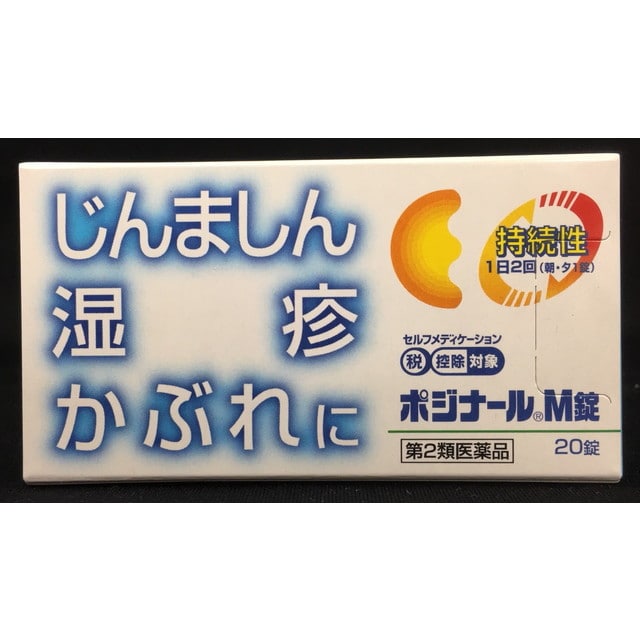 じんましん
湿疹
かぶれに
持続性
1日2回(朝・夕1錠)
セルフメディケーション
税 控除 対象
ポジナール® M錠
第2類医薬品
20錠